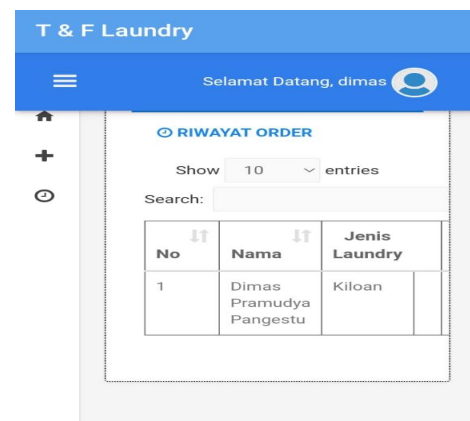 T & F Laundry
Selamat Datang, dimas
RIWAYAT ORDER
Show 10 entries
Search:
No Nama Jenis Laundry
1 Dimas Pramudya Pangestu Kiloan